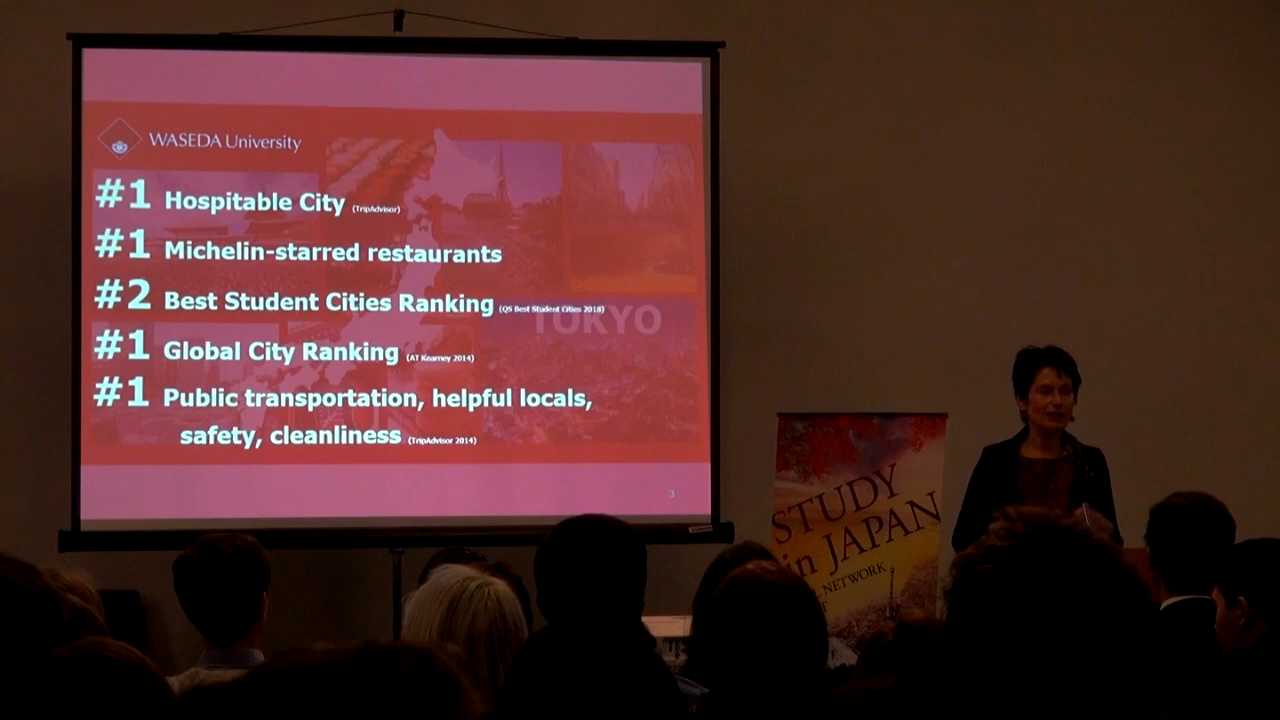 WASEDA University
#1 Hospitable City (TripAdvisor)
#1 Michelin-starred restaurants
#2 Best Student Cities Ranking (QS Best Student Cities 2018)
TOKYO
#1 Global City Ranking (AT Kearney 2014)
#1 Public transportation, helpful locals,
safety, cleanliness (TripAdvisor 2014)
3
STUDY
in JAPAN
NETWORK